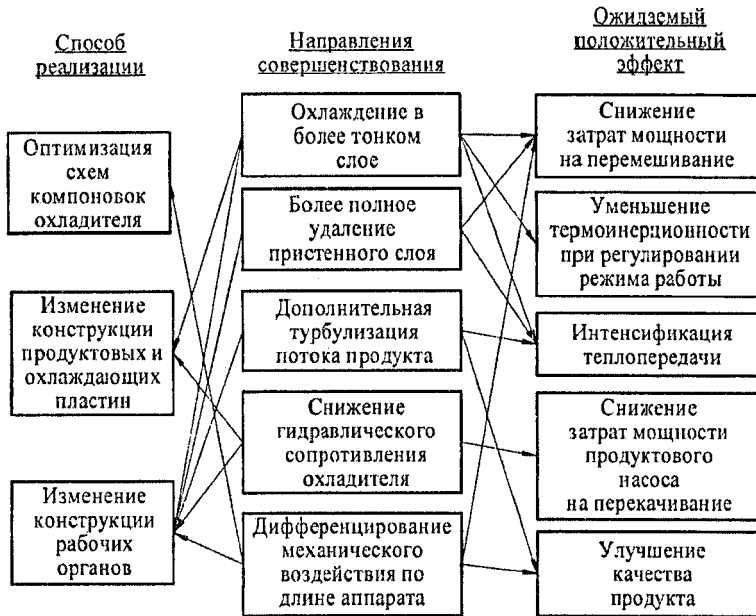 Способ
реализации
Направления
совершенствования
Ожидаемый
положительный
эффект
Оптимизация
схем
компоновок
охладителя
Изменение
конструкции
продуктовых и
охлаждающих
пластин
Изменение
конструкции
рабочих
органов
Охлаждение в
более тонком
слое
Более полное
удаление
пристенного слоя
Дополнительная
турбулизация
потока продукта
Снижение
гидравлического
сопротивления
охладителя
Дифференцирование
механического
воздействия по
длине аппарата
Снижение
затрат мощности
на перемешивание
Уменьшение
термоинерционности
при регулировании
режима работы
Интенсификация
теплопередачи
Снижение
затрат мощности
продуктового
насоса
на перекачивание
Улучшение
качества
продукта